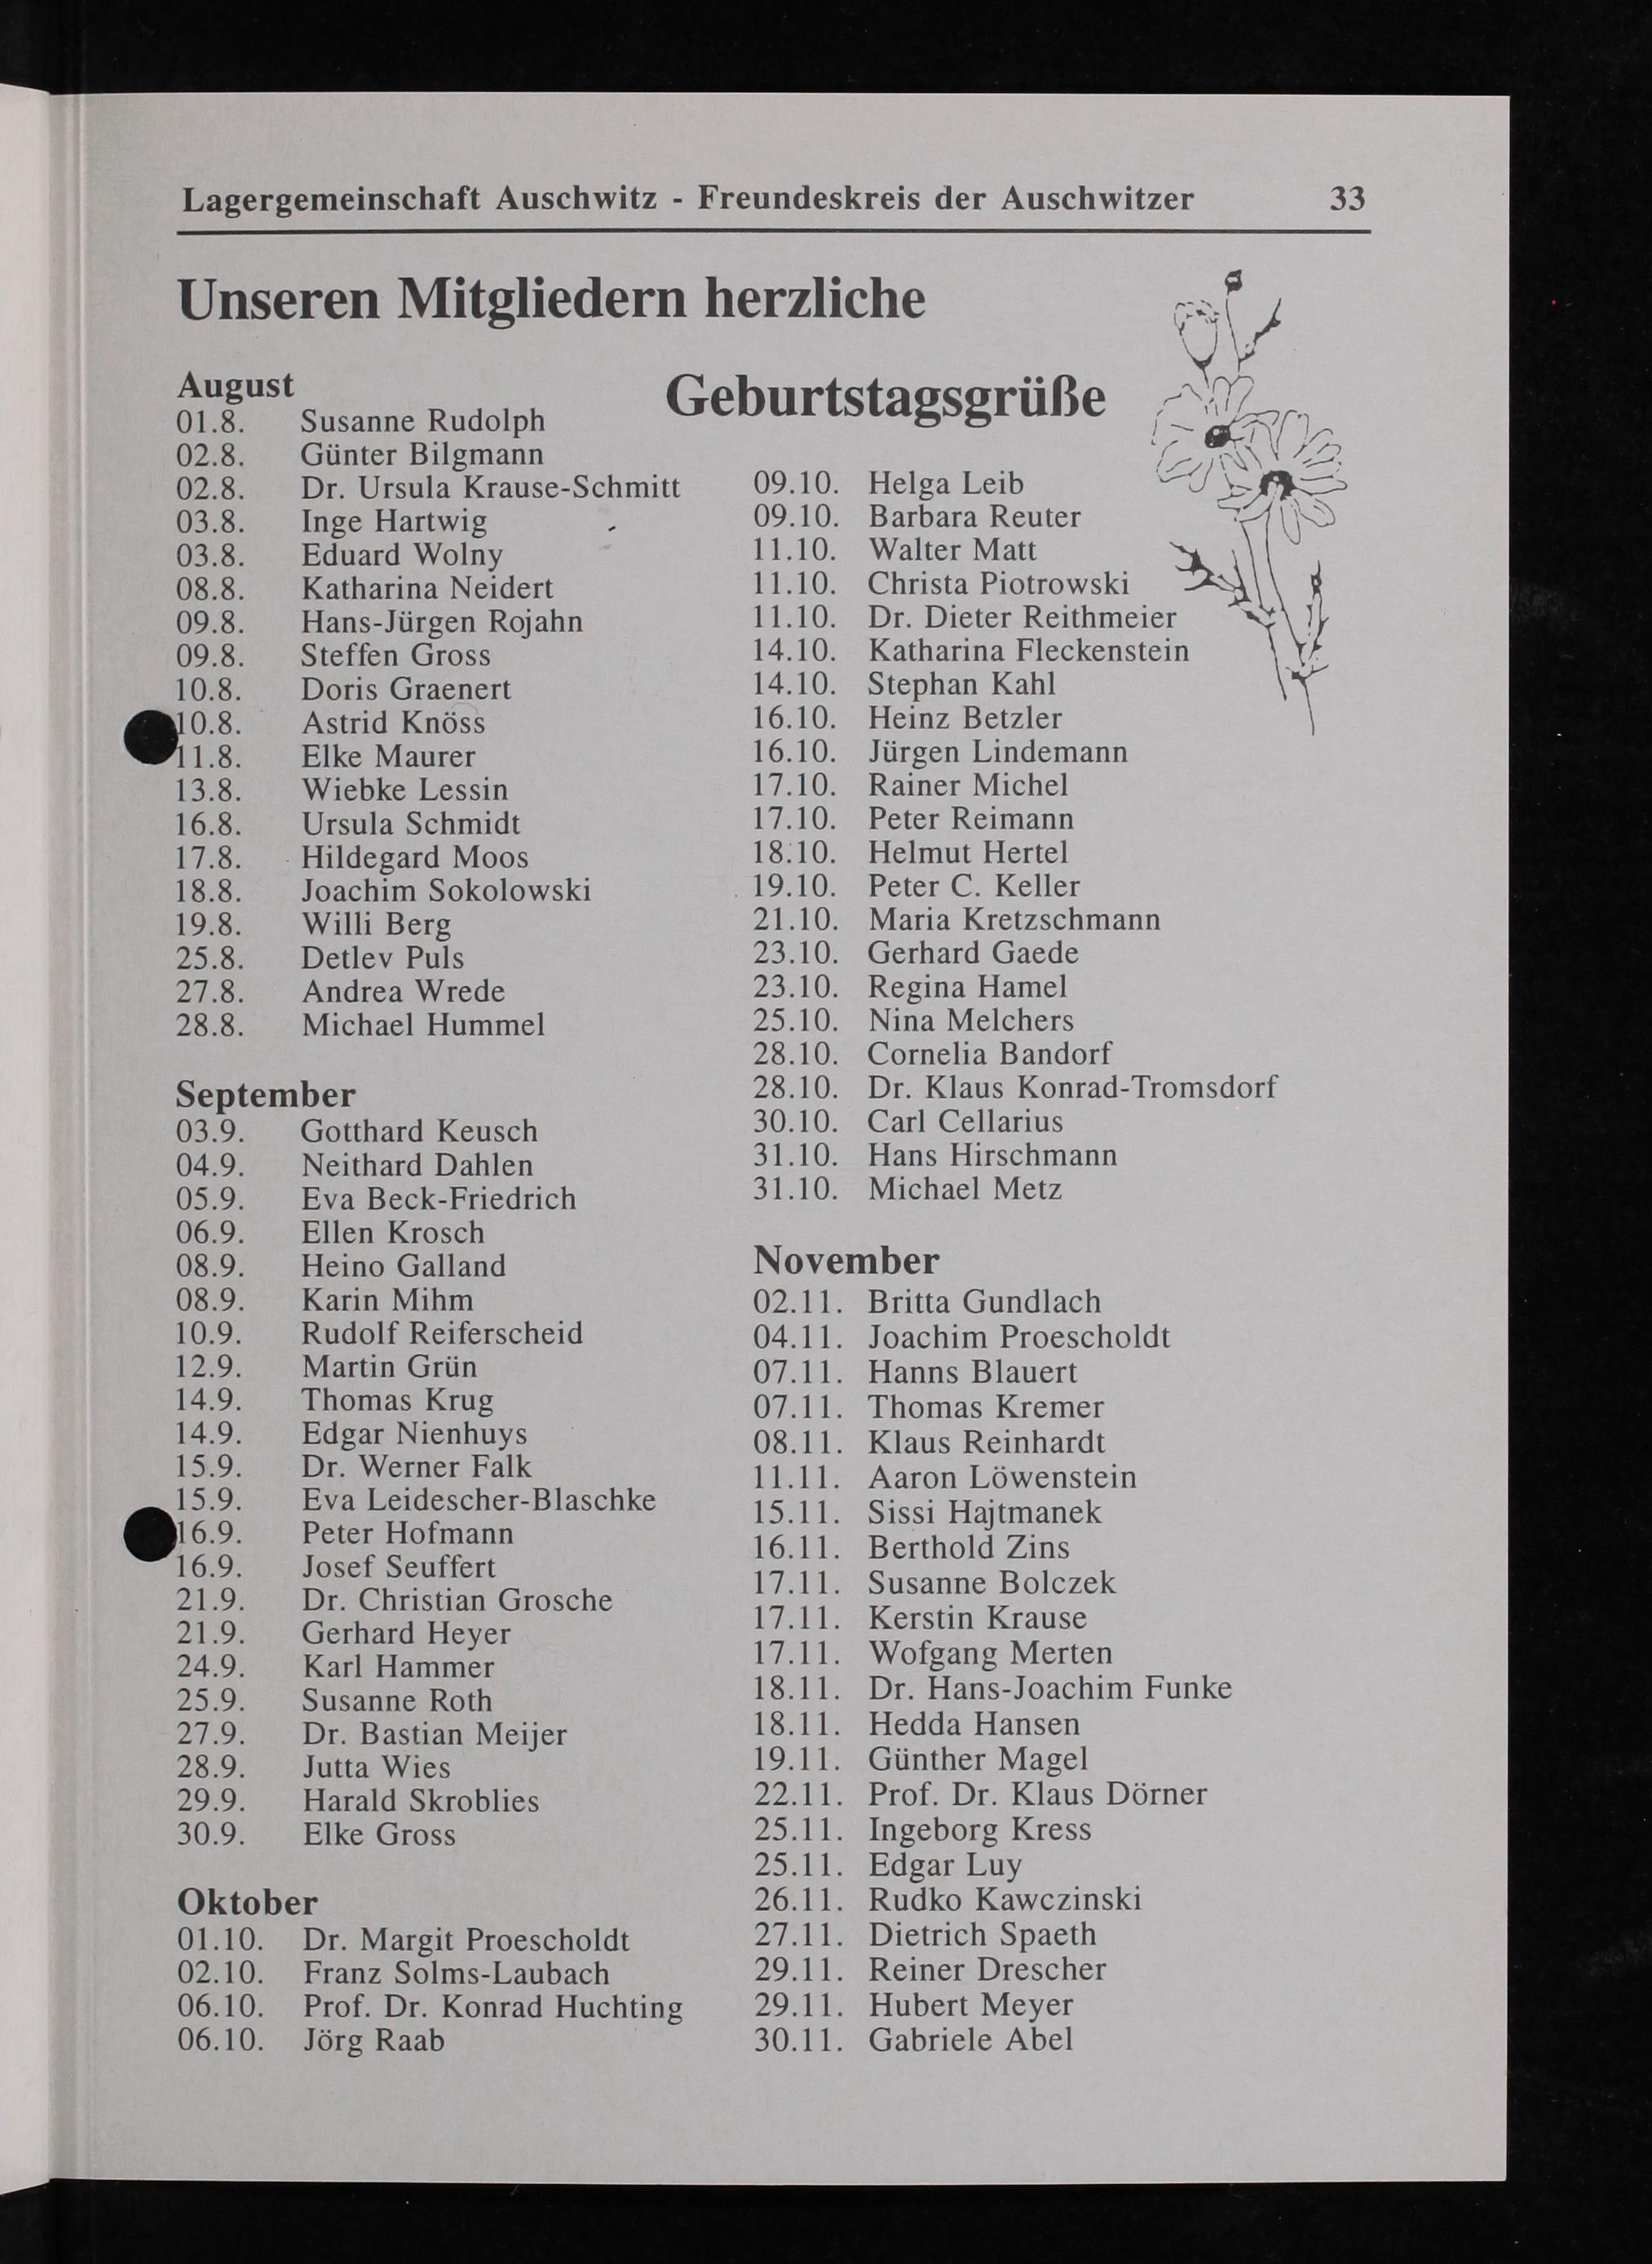 Lagergemeinschaft Auschwitz - Freundeskreis der Auschwitzer 33
Unseren Mitgliedern herzliche
Geburtstagsgrüße
August
01.8. Susanne Rudolph
02.8. Günter Bilgmann
02.8. Dr. Ursula Krause-Schmitt
03.8. Inge Hartwig
03.8. Eduard Wolny
08.8. Katharina Neidert
09.8. Hans-Jürgen Rojahn
09.8. Steffen Gross
10.8. Doris Graenert
10.8. Astrid Knöss
11.8. Elke Maurer
13.8. Wiebke Lessin
16.8. Ursula Schmidt
17.8. Hildegard Moos
18.8. Joachim Sokolowski
19.8. Willi Berg
25.8. Detlev Puls
27.8. Andrea Wrede
28.8. Michael Hummel
September
03.9. Gotthard Keusch
04.9. Neithard Dahlen
05.9. Eva Beck-Friedrich
06.9. Ellen Krosch
08.9. Heino Galland
08.9. Karin Mihm
10.9. Rudolf Reiferscheid
12.9. Martin Grün
14.9. Thomas Krug
14.9. Edgar Nienhuys
15.9. Dr. Werner Falk
15.9. Eva Leidescher-Blaschke
16.9. Peter Hofmann
16.9. Josef Seuffert
21.9. Dr. Christian Grosche
21.9. Gerhard Heyer
24.9. Karl Hammer
25.9. Susanne Roth
27.9. Dr. Bastian Meijer
28.9. Jutta Wies
29.9. Harald Skroblies
30.9. Elke Gross
Oktober
01.10. Dr. Margit Proescholdt
02.10. Franz Solms-Laubach
06.10. Prof. Dr. Konrad Huchting
06.10. Jörg Raab
09.10. Helga Leib
09.10. Barbara Reuter
11.10. Walter Matt
11.10. Christa Piotrowski
11.10. Dr. Dieter Reithmeier
14.10. Katharina Fleckenstein
14.10. Stephan Kahl
16.10. Heinz Betzler
16.10. Jürgen Lindemann
17.10. Rainer Michel
17.10. Peter Reimann
18.10. Helmut Hertel
19.10. Peter C. Keller
21.10. Maria Kretzschmann
23.10. Gerhard Gaede
23.10. Regina Hamel
25.10. Nina Melchers
28.10. Cornelia Bandorf
28.10. Dr. Klaus Konrad-Tromsdorf
30.10. Carl Cellarius
31.10. Hans Hirschmann
31.10. Michael Metz
November
02.11. Britta Gundlach
04.11. Joachim Proescholdt
07.11. Hanns Blauert
07.11. Thomas Kremer
08.11. Klaus Reinhardt
11.11. Aaron Löwenstein
15.11. Sissi Hajtmanek
16.11. Berthold Zins
17.11. Susanne Bolczek
17.11. Kerstin Krause
17.11. Wofgang Merten
18.11. Dr. Hans-Joachim Funke
18.11. Hedda Hansen
19.11. Günther Magel
22.11. Prof. Dr. Klaus Dörner
25.11. Ingeborg Kress
25.11. Edgar Luy
26.11. Rudko Kawczinski
27.11. Dietrich Spaeth
29.11. Reiner Drescher
29.11. Hubert Meyer
30.11. Gabriele Abel